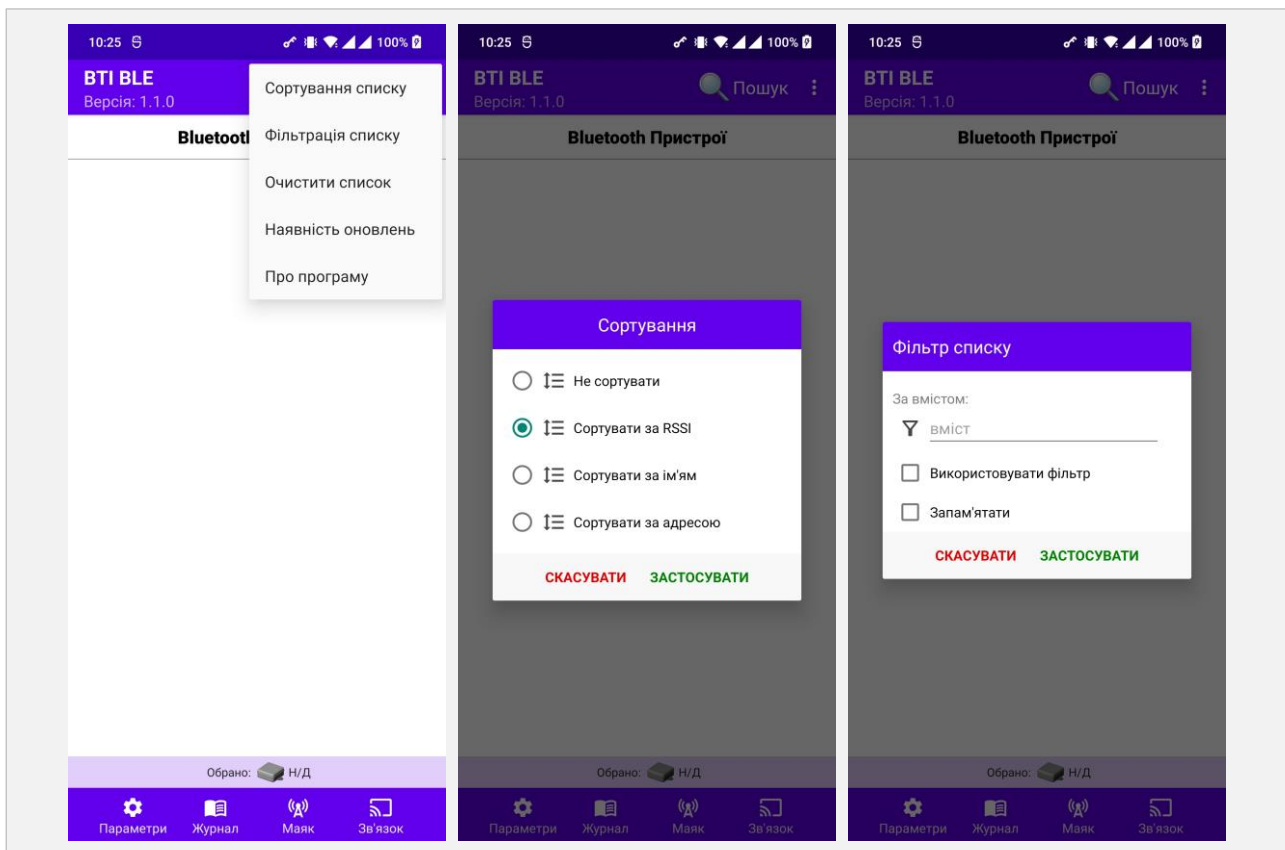 10:25
100%
BTI BLE
Версія: 1.1.0
Bluetooth
Сортування списку
Фільтрація списку
Очистити список
Наявність оновлень
Про програму
Обрано: Н/Д
Параметри Журнал Маяк Зв'язок
10:25
100%
BTI BLE
Версія: 1.1.0
Пошук
Bluetooth Пристрої
Сортування
Не сортувати
Сортувати за RSSI
Сортувати за ім'ям
Сортувати за адресою
СКАСУВАТИ ЗАСТОСУВАТИ
Обрано: Н/Д
Параметри Журнал Маяк Зв'язок
10:25
100%
BTI BLE
Версія: 1.1.0
Пошук
Bluetooth Пристрої
Фільтр списку
За вмістом:
вміст
Використовувати фільтр
Запам'ятати
СКАСУВАТИ ЗАСТОСУВАТИ
Обрано: Н/Д
Параметри Журнал Маяк Зв'язок